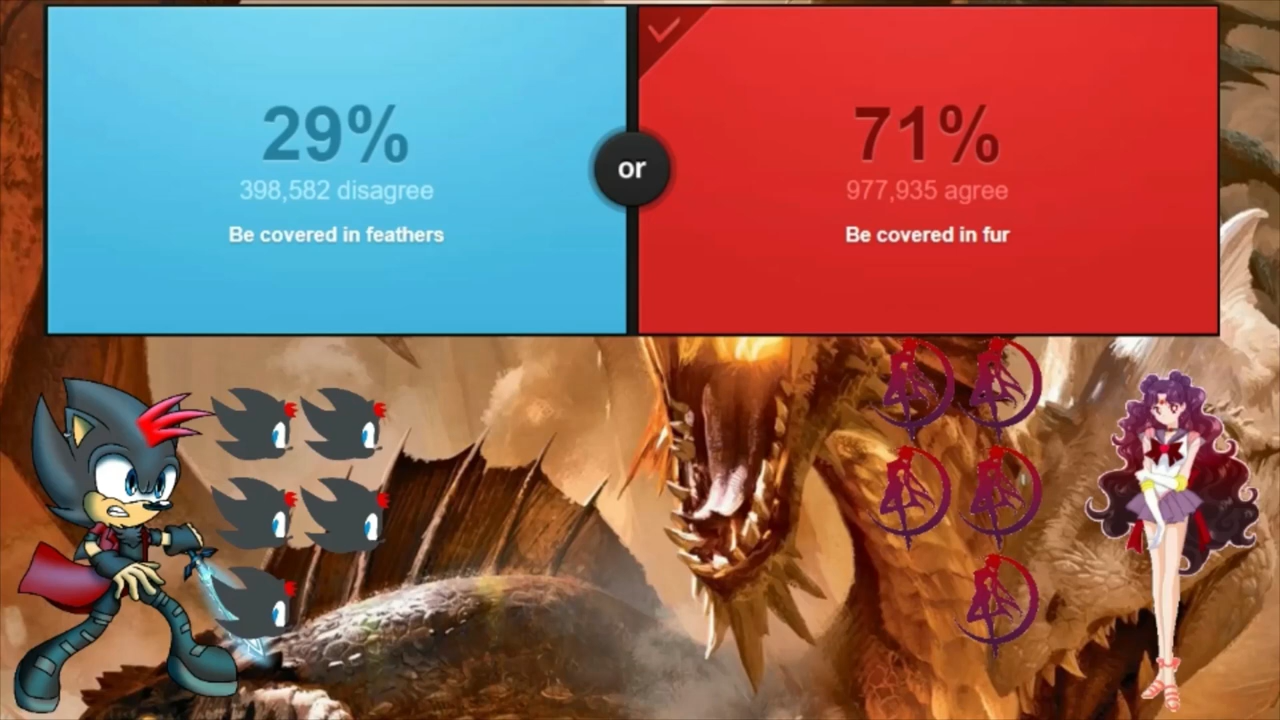 29%
398,582 disagree
Be covered in feathers
or
71%
977,935 agree
Be covered in fur